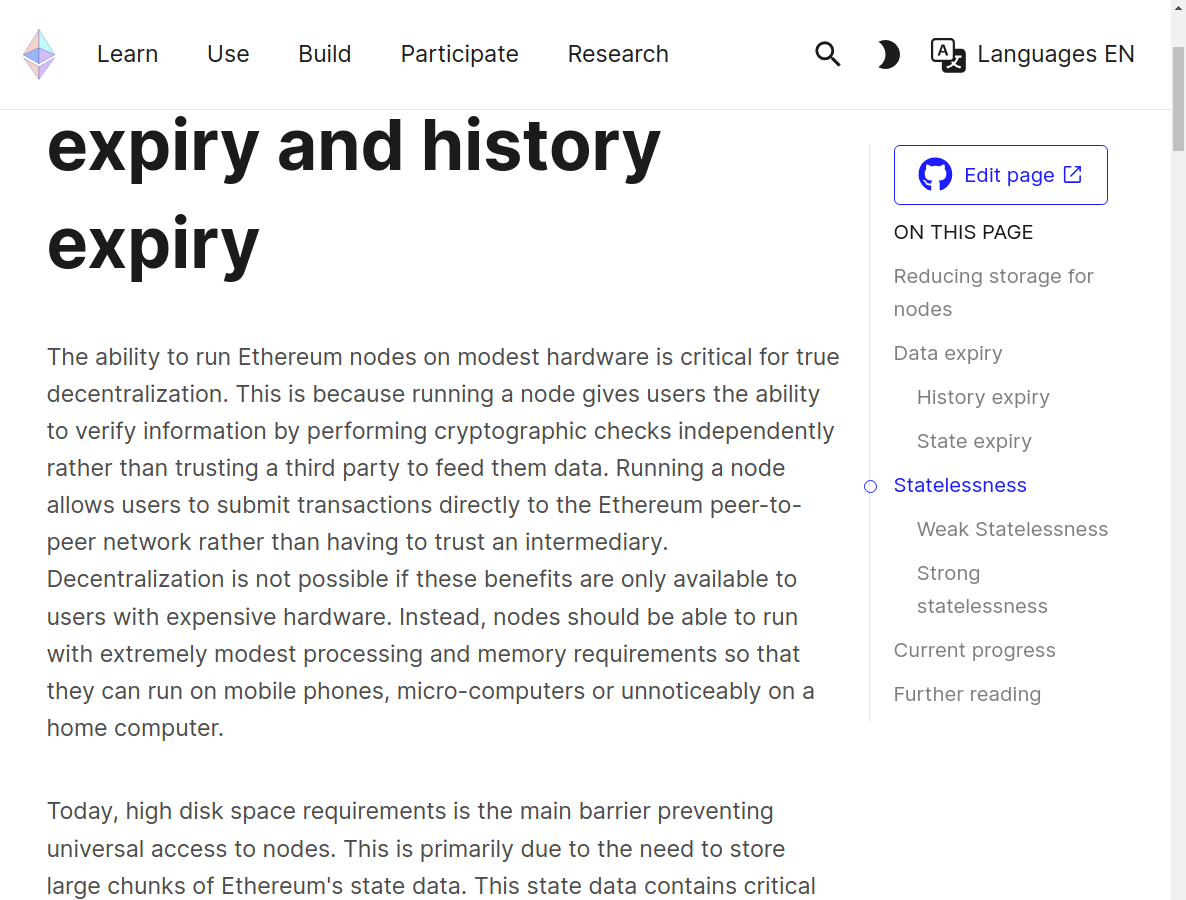 Learn Use Build Participate Research Languages EN
expiry and history
expiry
The ability to run Ethereum nodes on modest hardware is critical for true
decentralization. This is because running a node gives users the ability
to verify information by performing cryptographic checks independently
rather than trusting a third party to feed them data. Running a node
allows users to submit transactions directly to the Ethereum peer-to-
peer network rather than having to trust an intermediary.
Decentralization is not possible if these benefits are only available to
users with expensive hardware. Instead, nodes should be able to run
with extremely modest processing and memory requirements so that
they can run on mobile phones, micro-computers or unnoticeably on a
home computer.
Today, high disk space requirements is the main barrier preventing
universal access to nodes. This is primarily due to the need to store
large chunks of Ethereum's state data. This state data contains critical
Edit page
ON THIS PAGE
Reducing storage for
nodes
Data expiry
History expiry
State expiry
Statelessness
Weak Statelessness
Strong
statelessness
Current progress
Further reading